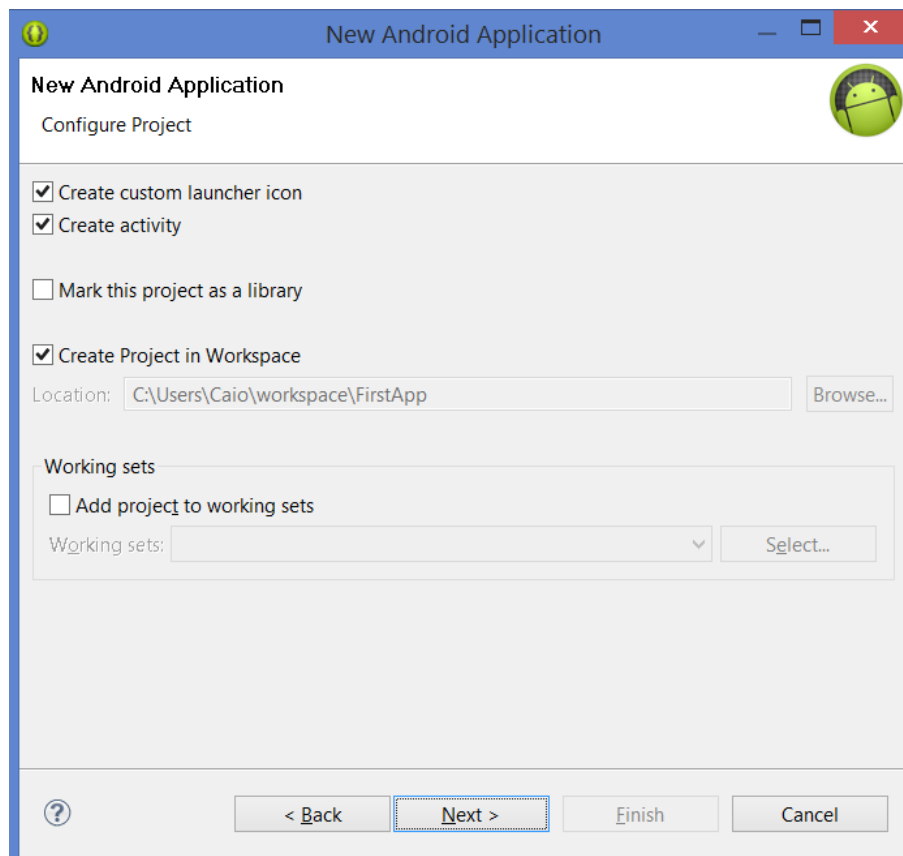 New Android Application
New Android Application
Configure Project
Create custom launcher icon
Create activity
Mark this project as a library
Create Project in Workspace
Location: C:\Users\Caio\workspace\FirstApp Browse...
Working sets
Add project to working sets
Working sets: Select...
? < Back Next > Finish Cancel